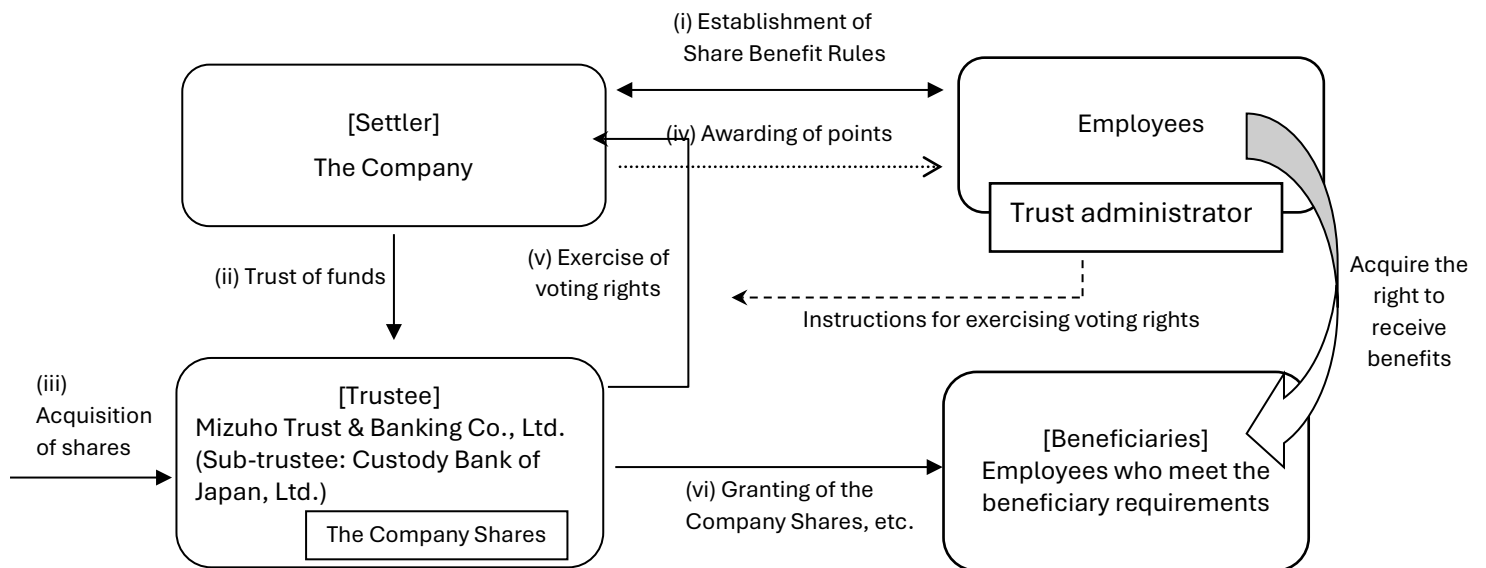 (i) Establishment of
Share Benefit Rules
[Settler]
The Company
Employees
(iv) Awarding of points
Trust administrator
(ii) Trust of funds
(v) Exercise of
voting rights
Instructions for exercising voting rights
Acquire the
right to
receive
benefits
(iii)
Acquisition
of shares
[Trustee]
Mizuho Trust & Banking Co., Ltd.
(Sub-trustee: Custody Bank of
Japan, Ltd.)
The Company Shares
(vi) Granting of the
Company Shares, etc.
[Beneficiaries]
Employees who meet the
beneficiary requirements